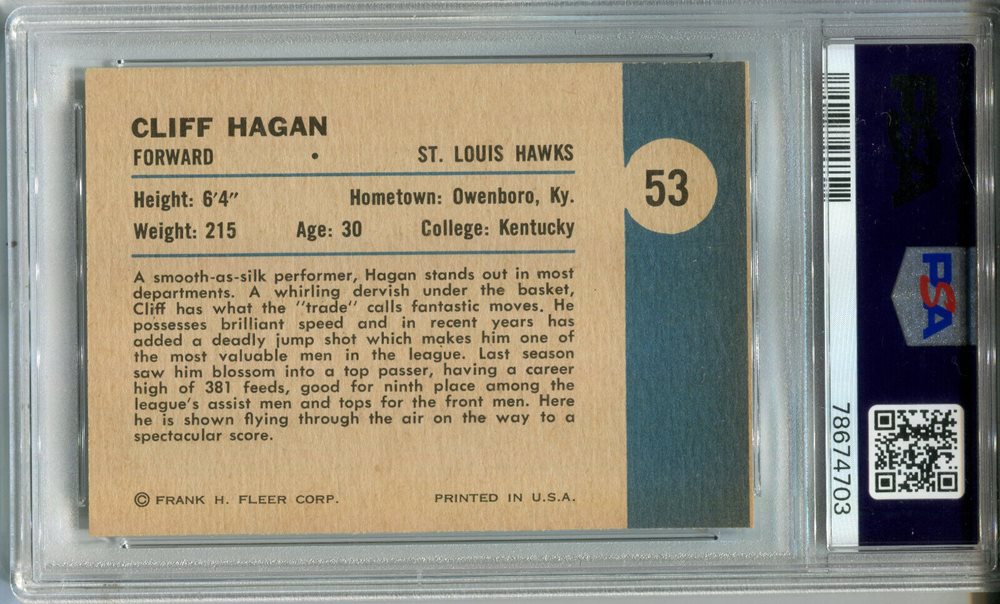 CLIFF HAGAN
FORWARD • ST. LOUIS HAWKS
Height: 6'4" Hometown: Owenboro, Ky.
Weight: 215 Age: 30 College: Kentucky
53
A smooth-as-silk performer, Hagan stands out in most
departments. A whirling dervish under the basket,
Cliff has what the "trade" calls fantastic moves. He
possesses brilliant speed and in recent years has
added a deadly jump shot which makes him one of
the most valuable men in the league. Last season
saw him blossom into a top passer, having a career
high of 381 feeds, good for ninth place among the
league's assist men and tops for the front men. Here
he is shown flying through the air on the way to a
spectacular score.
© FRANK H. FLEER CORP. PRINTED IN U.S.A.
PSA
PSA
78674703